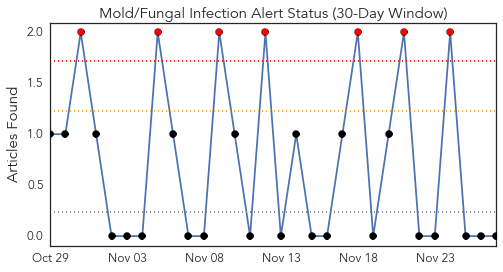 Mold/Fungal Infection Alert Status (30-Day Window)
Articles Found
2.0
1.5
1.0
0.5
0.0
Oct 29 Nov 03 Nov 08 Nov 13 Nov 18 Nov 23